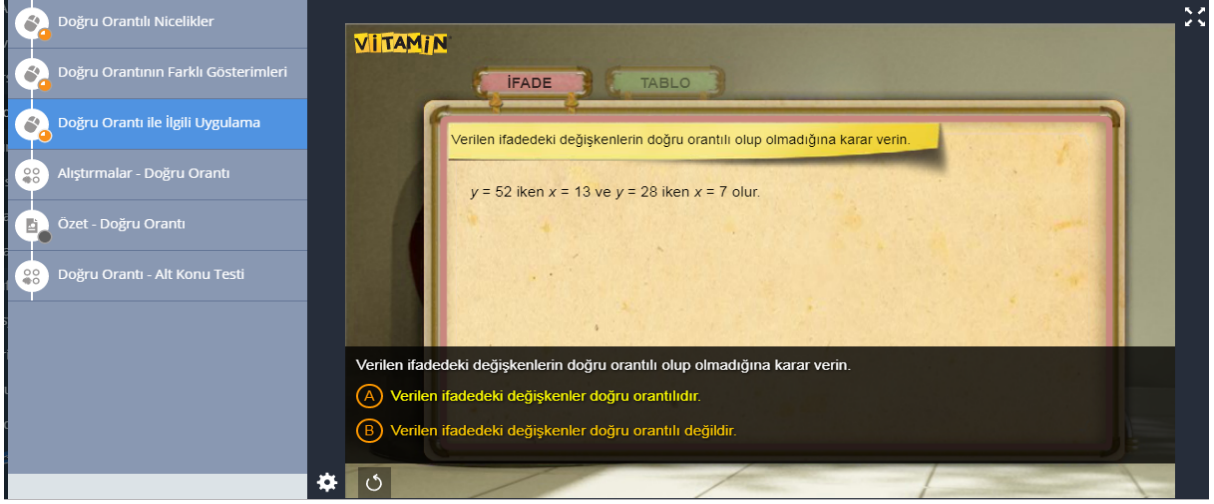 Doğru Orantılı Nicelikler
Doğru Orantının Farklı Gösterimleri
Doğru Orantı ile İlgili Uygulama
Alıştırmalar - Doğru Orantı
Özet - Doğru Orantı
Doğru Orantı - Alt Konu Testi
VİTAMİN
İFADE
TABLO
Verilen ifadedeki değişkenlerin doğru orantılı olup olmadığına karar verin.
y = 52 iken x = 13 ve y = 28 iken x = 7 olur.
Verilen ifadedeki değişkenlerin doğru orantılı olup olmadığına karar verin.
A Verilen ifadedeki değişkenler doğru orantılıdır.
B Verilen ifadedeki değişkenler doğru orantılı değildir.